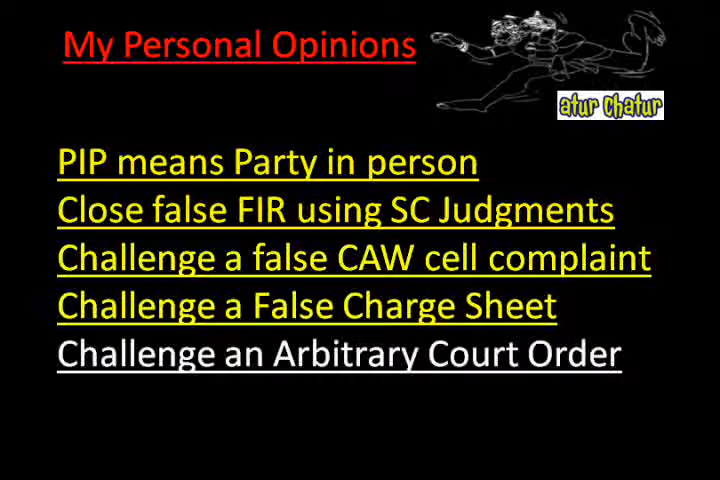 My Personal Opinions
atur chatur
PIP means Party in person
Close false FIR using SC Judgments
Challenge a false CAW cell complaint
Challenge a False Charge Sheet
Challenge an Arbitrary Court Order